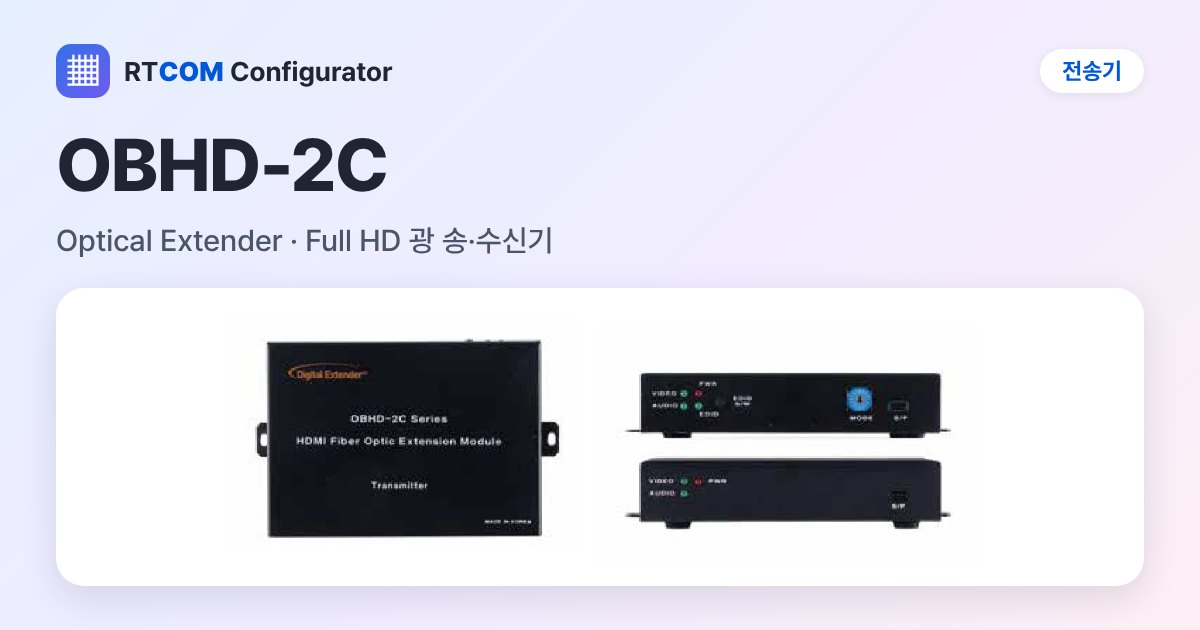 RTCOM Configurator
전송기
OBHD-2C
Optical Extender · Full HD 광 송·수신기
Digital Extender
OBHD-2C Series
HDMI Fiber Optic Extension Module
Transmitter
MADE IN KOREA
PWR
VIDEO
AUDIO
EDID
EDID
S/W
MODE
S/F
VIDEO PWR
AUDIO
S/F